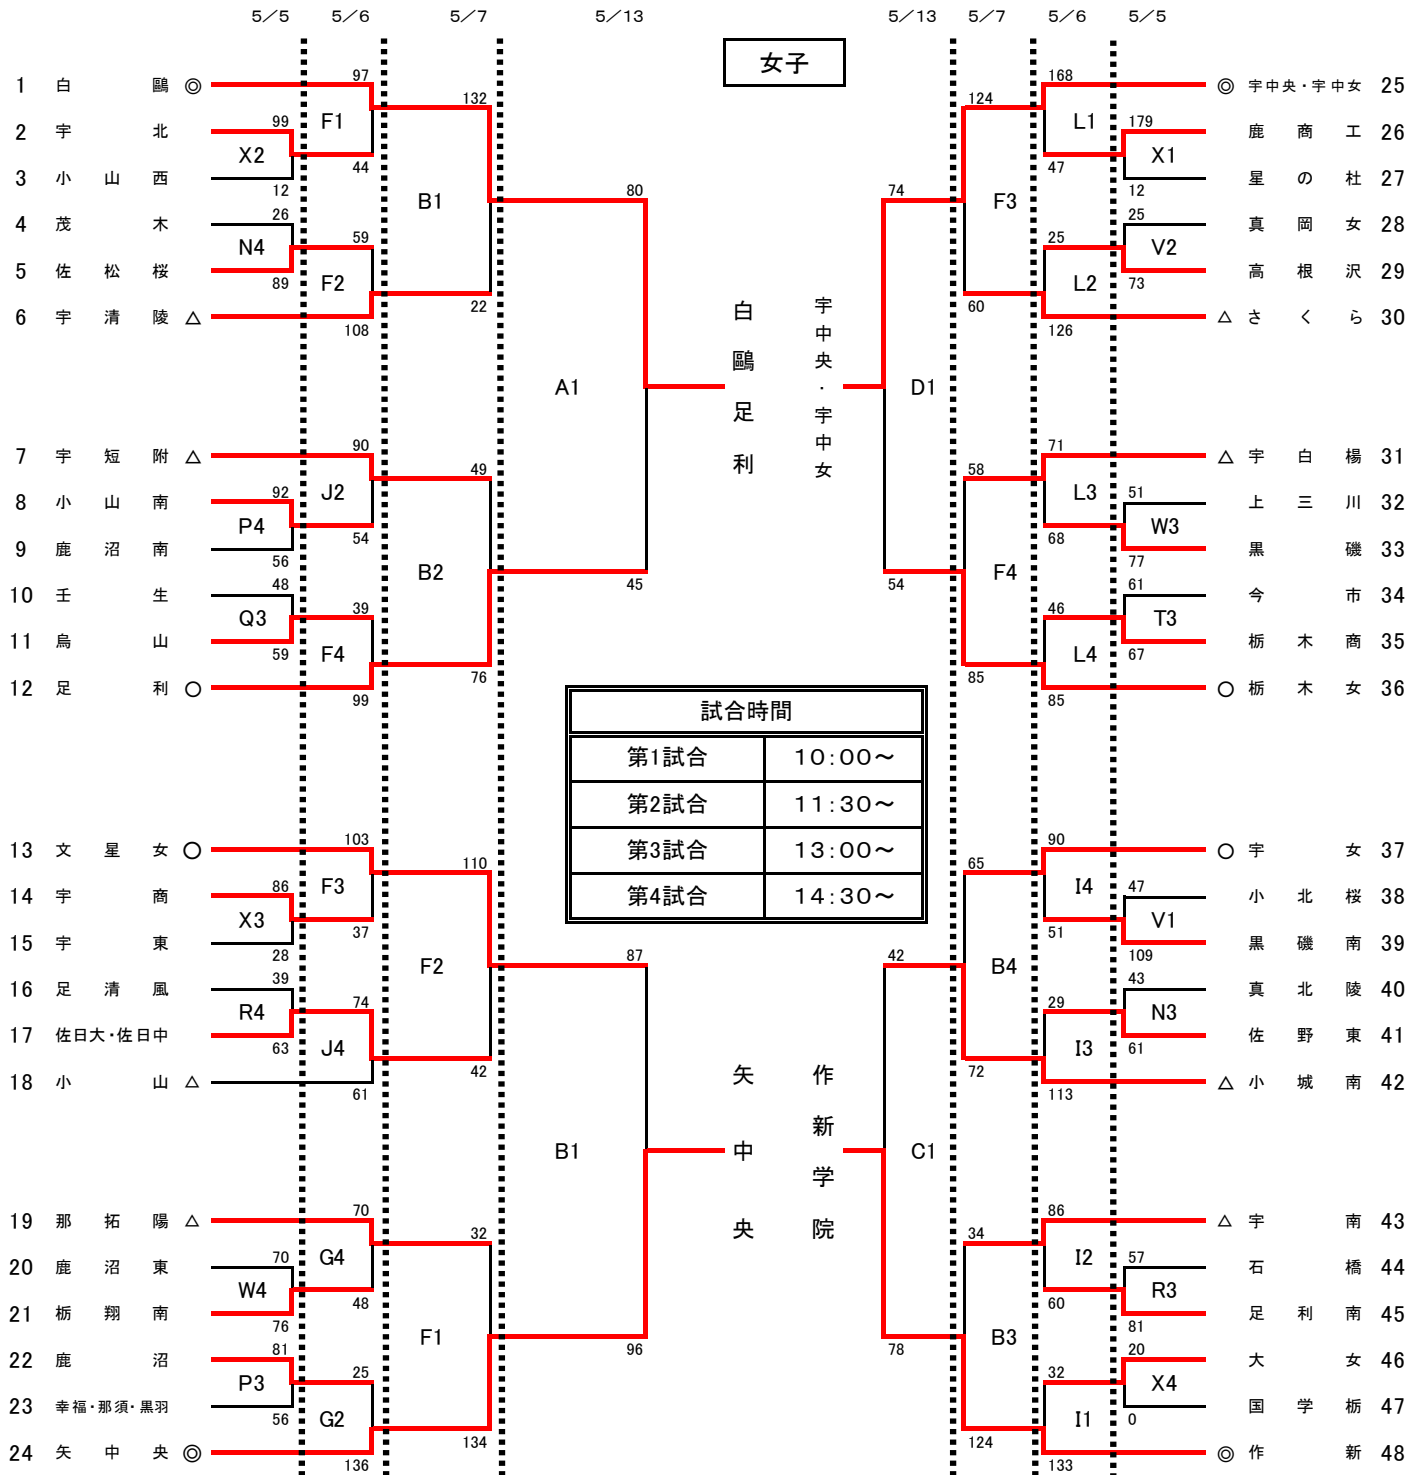 5／5 5／6 5／7 5／13 5／13 5／7 5／6 5／5
女子
1 白鷗 ◎
2 宇北
3 小山西
4 茂木
5 佐松桜
6 宇清陵 △
7 宇短附 △
8 小山南
9 鹿沼南
10 壬生
11 烏山
12 足利 ○
13 文星女 ○
14 宇商
15 宇東
16 足清風
17 佐日大・佐日中
18 小山 △
19 那拓陽 △
20 鹿沼東
21 栃翔南
22 鹿沼
23 幸福・那須・黒羽
24 矢中央 ◎
97
99 F1
X2 44
12
26
N4 59
89 F2
108
90
92 J2
P4 54
56
48
Q3 39
59 F4
99
103
86 F3
X3 37
28
39
R4 74
63 J4
61
70
70 G4
W4 48
76
81
P3 25
56 G2
136
132
B1
22
49
B2
76
110
F2
42
32
F1
134
80
A1
45
87
B1
96
白鷗足利
宇中央・宇中女
矢中央
作新学院
試合時間
第1試合 10：00～
第2試合 11：30～
第3試合 13：00～
第4試合 14：30～
74
D1
54
42
C1
78
124
F3
60
58
F4
85
65
B4
72
34
B3
124
168
L1 179
47 X1
12
25
25 V2
L2 73
126
71
L3 51
68 W3
77
61
46 T3
L4 67
85
90
I4 47
51 V1
109
43
29 N3
I3 61
113
86
I2 57
60 R3
81
20
32 X4
I1 0
133
◎ 宇中央・宇中女 25
鹿商工 26
星の杜 27
真岡女 28
高根沢 29
△ さくら 30
△ 宇白楊 31
上三川 32
黒磯 33
今市 34
栃木商 35
○ 栃木女 36
○ 宇女 37
小北桜 38
黒磯南 39
真北陵 40
佐野東 41
△ 小城南 42
△ 宇南 43
石橋 44
足利南 45
大女 46
国学栃 47
◎ 作新 48